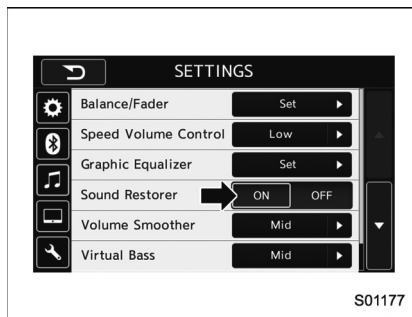 SETTINGS
Balance/Fader Set
Speed Volume Control Low
Graphic Equalizer Set
Sound Restorer ON OFF
Volume Smoother Mid
Virtual Bass Mid
S01177